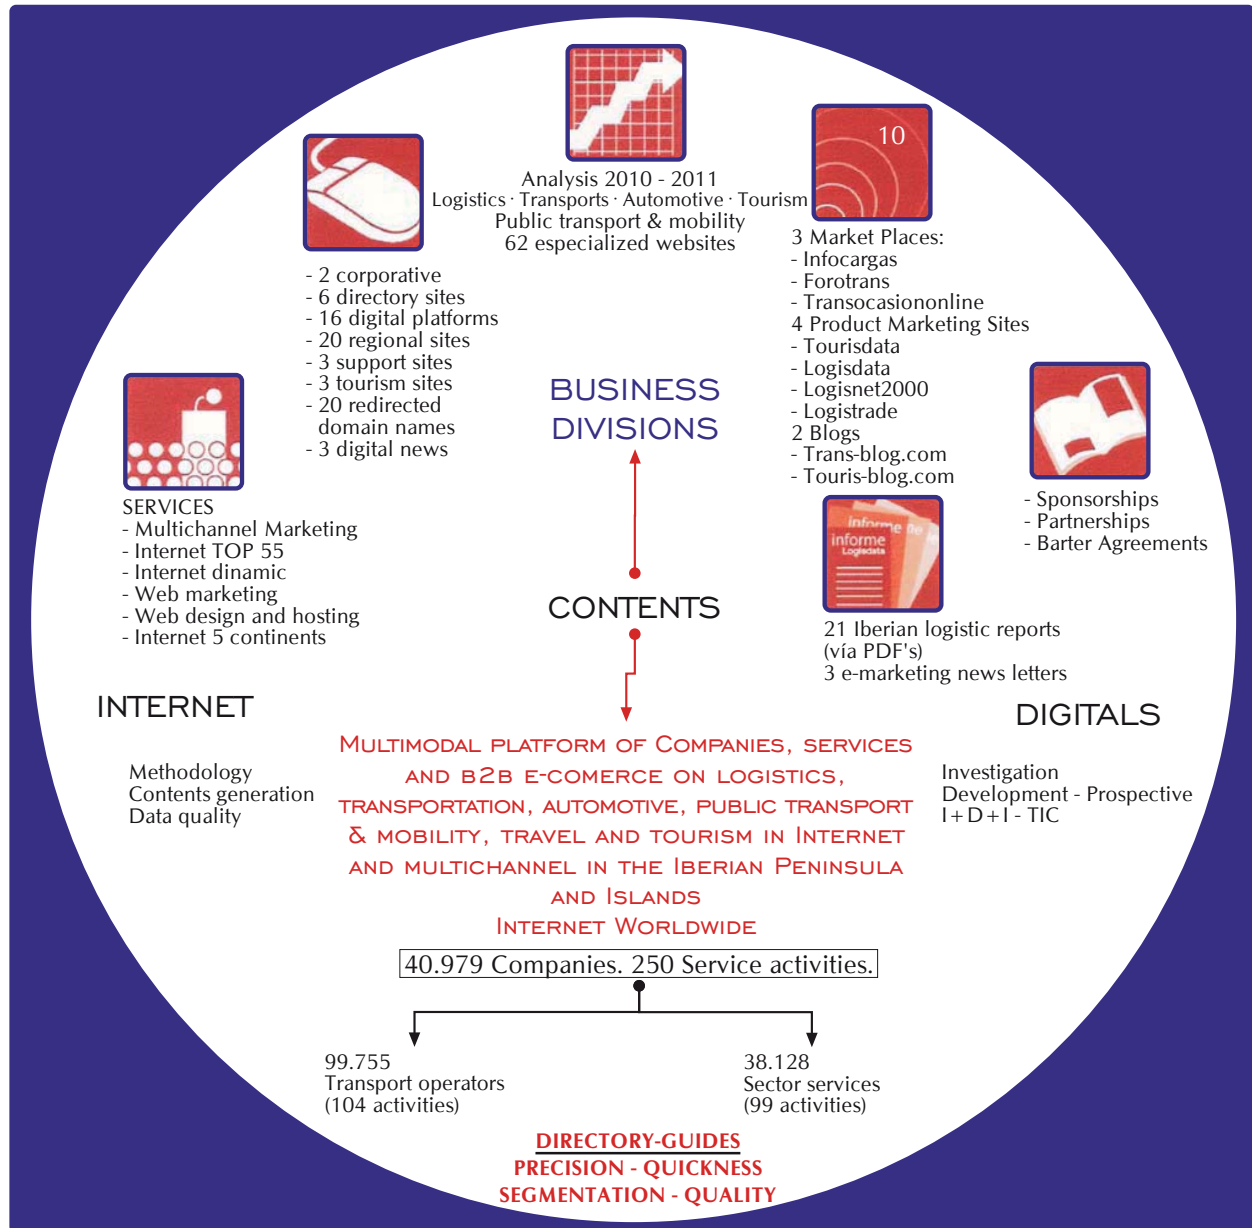 Analysis 2010 - 2011
Logistics · Transports · Automotive · Tourism
Public transport & mobility
62 especialized websites
- 2 corporative
- 6 directory sites
- 16 digital platforms
- 20 regional sites
- 3 support sites
- 3 tourism sites
- 20 redirected
domain names
- 3 digital news
10
3 Market Places:
- Infocargas
- Forotrans
- Transocasiononline
4 Product Marketing Sites
- Tourisdata
- Logisdata
- Logisnet2000
- Logistrade
2 Blogs
- Trans-blog.com
- Touris-blog.com
SERVICES
- Multichannel Marketing
- Internet TOP 55
- Internet dinamic
- Web marketing
- Web design and hosting
- Internet 5 continents
BUSINESS
DIVISIONS
- Sponsorships
- Partnerships
- Barter Agreements
informe
informe
Logisdata
CONTENTS
21 Iberian logistic reports
(vía PDF's)
3 e-marketing news letters
INTERNET
DIGITALS
Methodology
Contents generation
Data quality
Multimodal platform of Companies, services
and b2b e-comerce on logistics,
transportation, automotive, public transport
& mobility, travel and tourism in Internet
and multichannel in the Iberian Peninsula
and Islands
Internet Worldwide
Investigation
Development - Prospective
I+D+I - TIC
40.979 Companies. 250 Service activities.
99.755
Transport operators
(104 activities)
38.128
Sector services
(99 activities)
DIRECTORY-GUIDES
PRECISION - QUICKNESS
SEGMENTATION - QUALITY